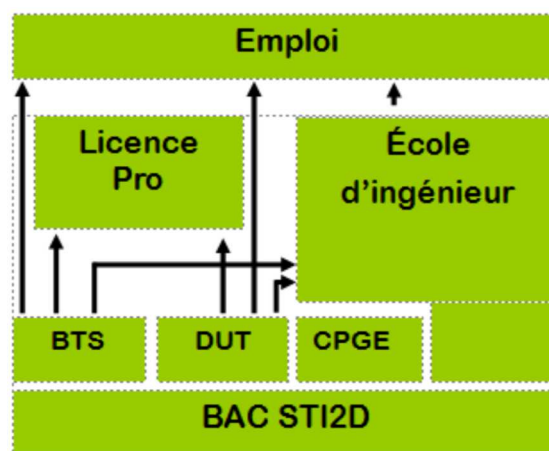 Emploi
Licence
Pro
École
d'ingénieur
BTS
DUT
CPGE
BAC STI2D